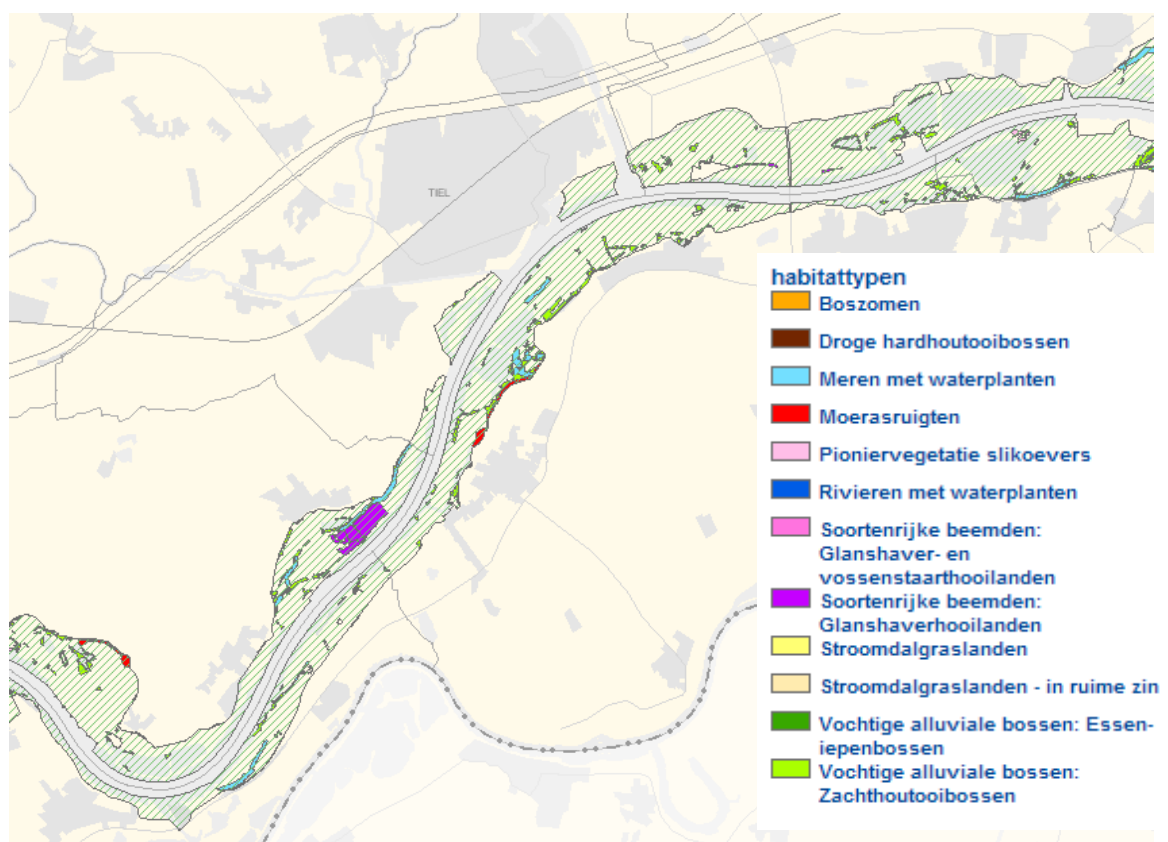 TIEL
habitattypen
Boszomen
Droge hardhoutooibossen
Meren met waterplanten
Moerasruigten
Pioniervegetatie slikoevers
Rivieren met waterplanten
Soortenrijke beemden:
Glanshaver- en
vossenstaarthooilanden
Soortenrijke beemden:
Glanshaverhooilanden
Stroomdalgraslanden
Stroomdalgraslanden - in ruime zin
Vochtige alluviale bossen: Essen-
iepenbossen
Vochtige alluviale bossen:
Zachthoutooibossen